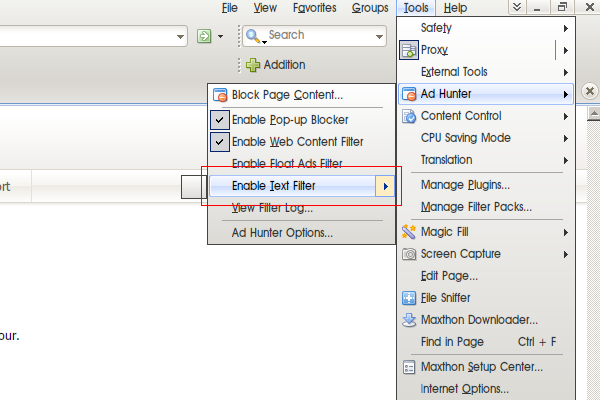 File View Favorites Groups Tools Help
Search
Addition
Safety
Proxy
External Tools
Ad Hunter
Content Control
CPU Saving Mode
Translation
Manage Plugins...
Manage Filter Packs...
Magic Fill
Screen Capture
Edit Page...
File Sniffer
Maxthon Downloader...
Find in Page Ctrl + F
Maxthon Setup Center...
Internet Options...
Block Page Content...
Enable Pop-up Blocker
Enable Web Content Filter
Enable Float Ads Filter
Enable Text Filter
View Filter Log...
Ad Hunter Options...
ort
our.